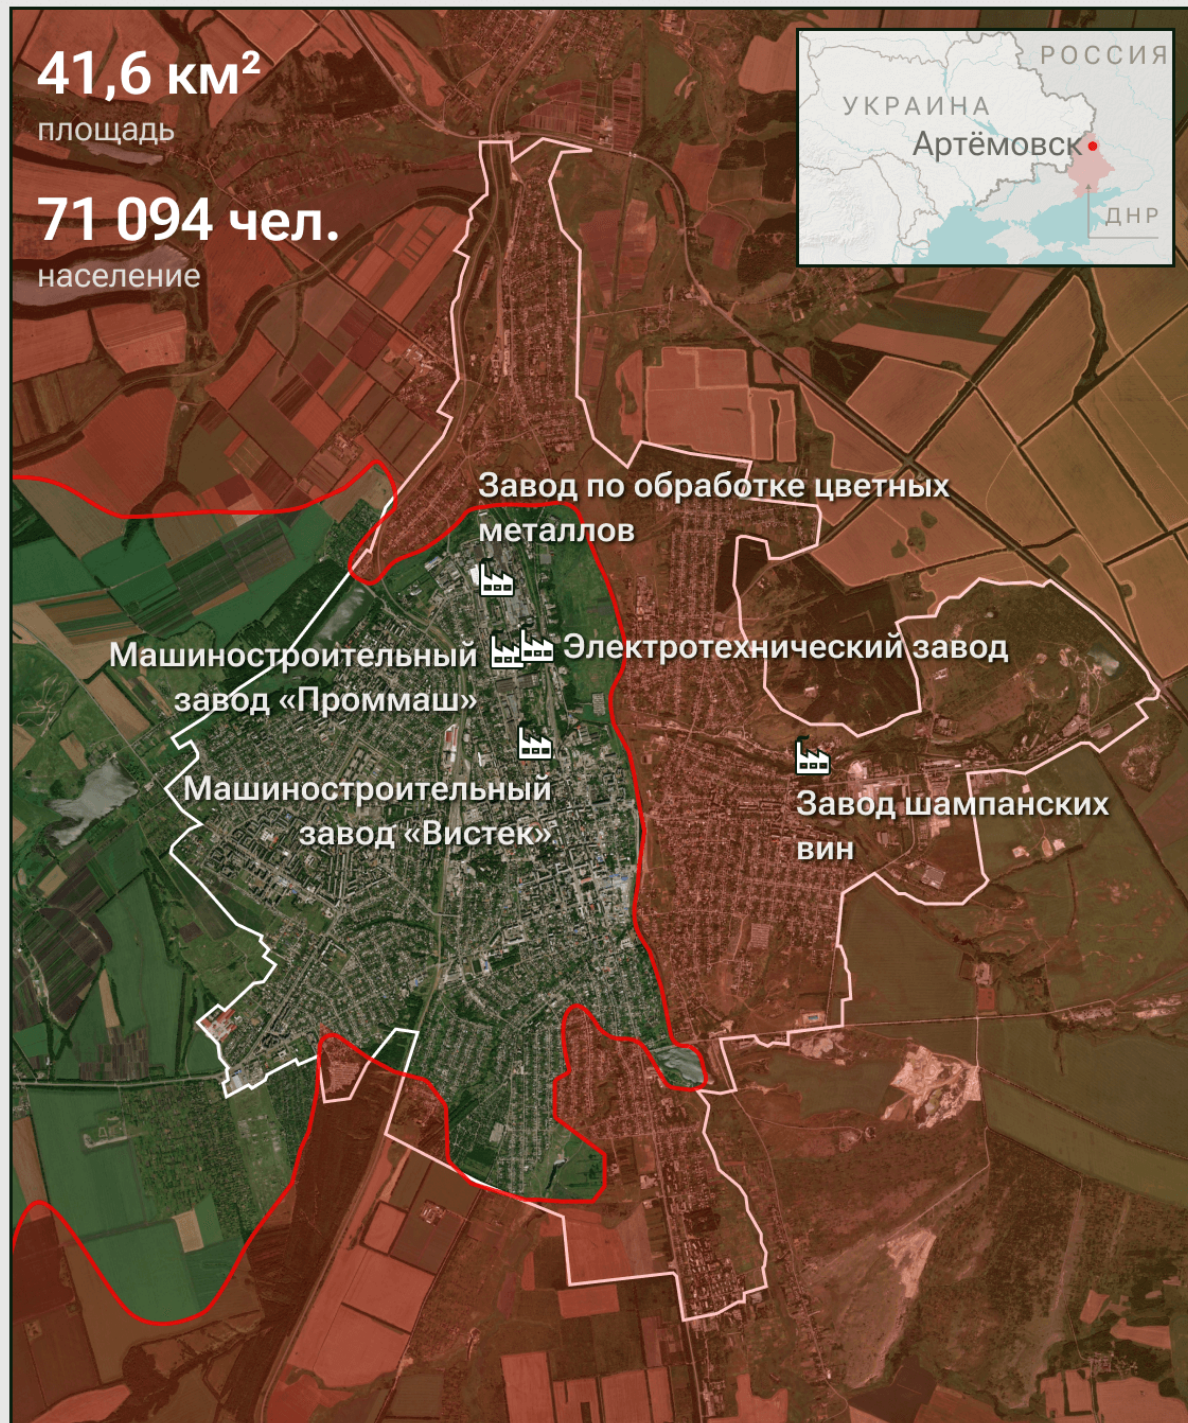 41,6 км²
площадь
71 094 чел.
население
РОССИЯ
УКРАИНА
Артёмовск
ДНР
Завод по обработке цветных
металлов
Электротехнический завод
Машиностроительный
завод «Проммаш»
Машиностроительный
завод «Вистек»
Завод шампанских
вин